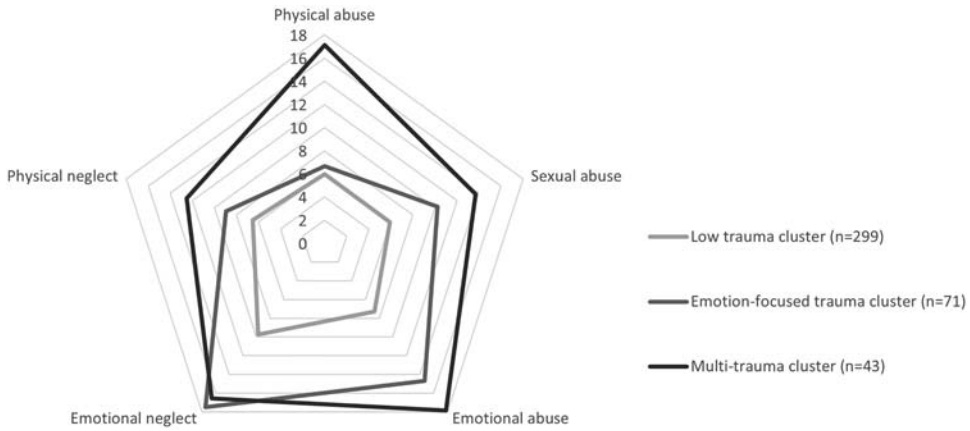 Physical abuse
18
16
14
12
10
8
6
4
2
0
Physical neglect
Sexual abuse
Emotional neglect
Emotional abuse
Low trauma cluster (n=299)
Emotion-focused trauma cluster (n=71)
Multi-trauma cluster (n=43)